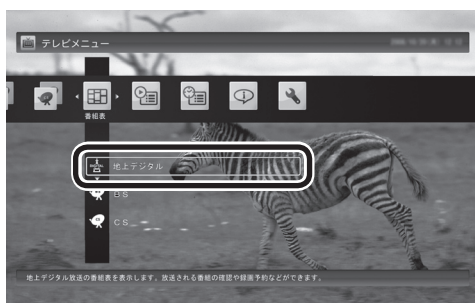 テレビメニュー
番組表
地上デジタル
BS
CS
地上デジタル放送の番組表を表示します。放送される番組の確認や録画予約などができます。